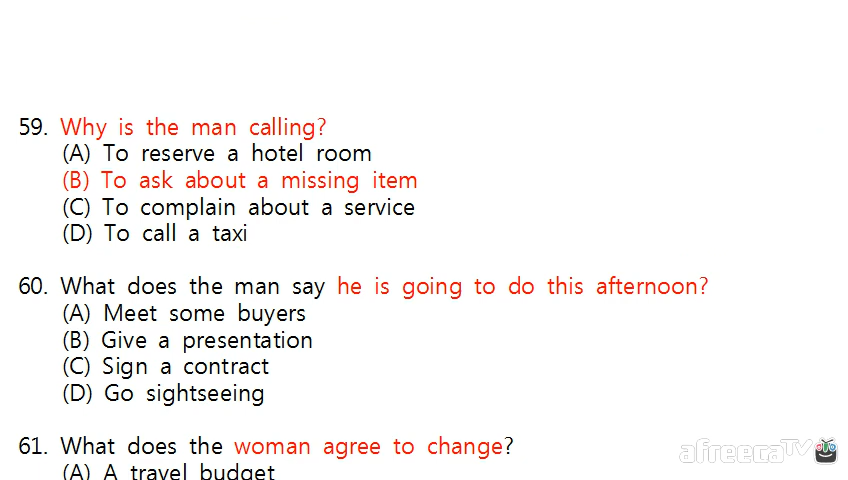 59. Why is the man calling?
(A) To reserve a hotel room
(B) To ask about a missing item
(C) To complain about a service
(D) To call a taxi
60. What does the man say he is going to do this afternoon?
(A) Meet some buyers
(B) Give a presentation
(C) Sign a contract
(D) Go sightseeing
61. What does the woman agree to change?
(A) A travel budget
afreecaTV